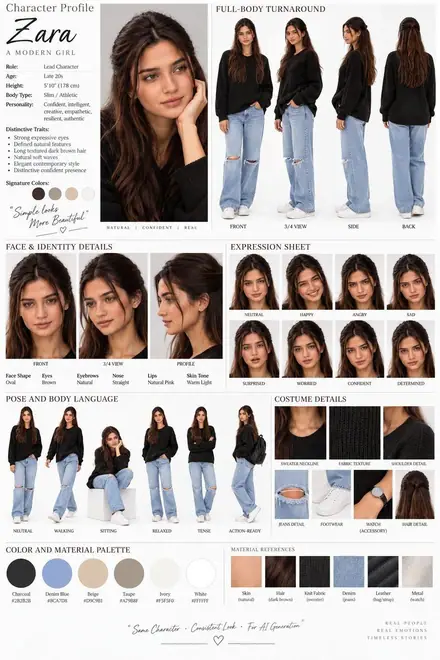 Character Profile
Zara
A MODERN GIRL
Role: Lead Character
Age: Late 20s
Height: 5'10" (178 cm)
Body Type: Slim / Athletic
Personality: Confident, intelligent,
creative, empathetic,
resilient, authentic
Distinctive Traits:
• Strong expressive eyes
• Defined natural features
• Long textured dark brown hair
• Natural soft waves
• Elegant contemporary style
• Distinctive confident presence
Signature Colors:
"Simple looks
More Beautiful"
NATURAL | CONFIDENT | REAL
FULL-BODY TURNAROUND
FRONT 3/4 VIEW SIDE BACK
FACE & IDENTITY DETAILS
FRONT 3/4 VIEW PROFILE
Face Shape Eyes Eyebrows Nose Lips Skin Tone
Oval Brown Natural Straight Natural Pink Warm Light
EXPRESSION SHEET
NEUTRAL HAPPY ANGRY SAD
SURPRISED WORRIED CONFIDENT DETERMINED
POSE AND BODY LANGUAGE
NEUTRAL WALKING SITTING RELAXED TENSE ACTION-READY
COSTUME DETAILS
SWEATER NECKLINE FABRIC TEXTURE SHOULDER DETAIL
JEANS DETAIL FOOTWEAR WATCH (ACCESSORY) HAIR DETAIL
COLOR AND MATERIAL PALETTE
Charcoal Denim Blue Beige Taupe Ivory White
#2B2B2B #8CA7D8 #D9C9B3 #F5F5F0 #FFFFFF
MATERIAL REFERENCES
Skin Hair Knit Fabric Denim Leather Metal
(natural) (dark brown) (sweater) (jeans) (bag/strap) (watch)
"Same Character · Consistent Look · For AI Generation"
REAL PEOPLE
REAL EMOTIONS
TIMELESS STORIES